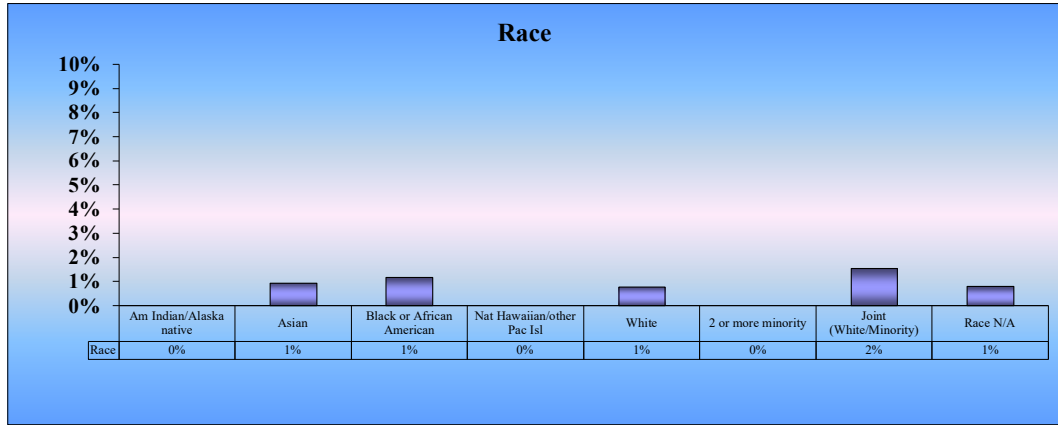 Race
10%
9%
8%
7%
6%
5%
4%
3%
2%
1%
0%
Am Indian/Alaska
native
Asian
Black or African
American
Nat Hawaiian/other
Pac Isl
White
2 or more minority
Joint
(White/Minority)
Race N/A
Race 0% 1% 1% 0% 1% 0% 2% 1%